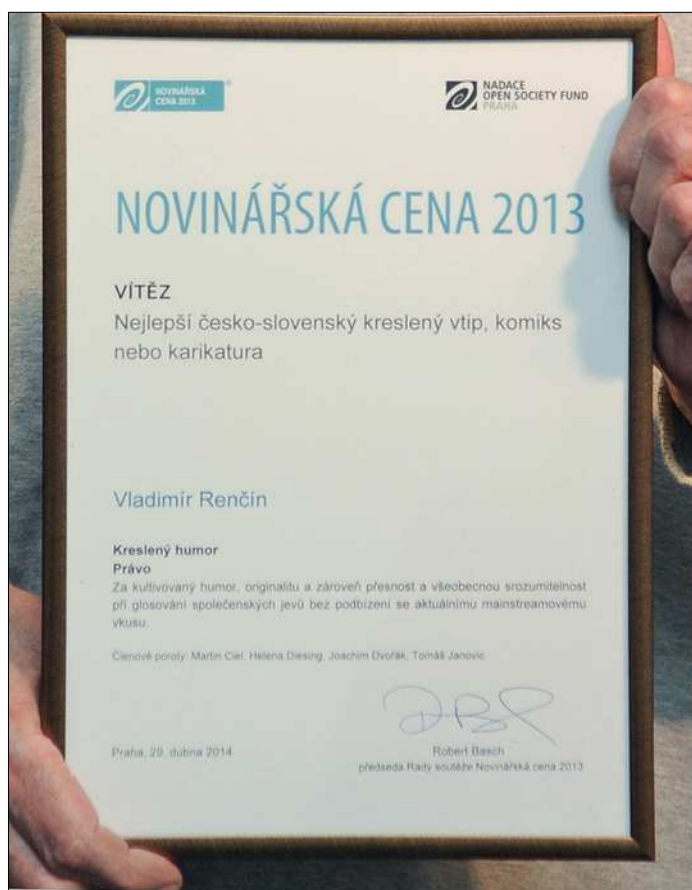 NOVINÁŘSKÁ
CENA 2013
NADACE
OPEN SOCIETY FUND
PRAHA
NOVINÁŘSKÁ CENA 2013
VÍTĚZ
Nejlepší česko-slovenský kreslený vtip, komiks
nebo karikatura
Vladimír Renčín
Kreslený humor
Právo
Za kultivovaný humor, originalitu a zároveň přesnost a všeobecnou srozumitelnost
při glosování společenských jevů bez podbízení se aktuálnímu mainstreamovému
vkusu.
Členové poroty: Martin Ciel, Helena Diesing, Joachim Dvořák, Tomáš Janovic
Praha, 29. dubna 2014
Robert Basch
předseda Rady soutěže Novinářská cena 2013